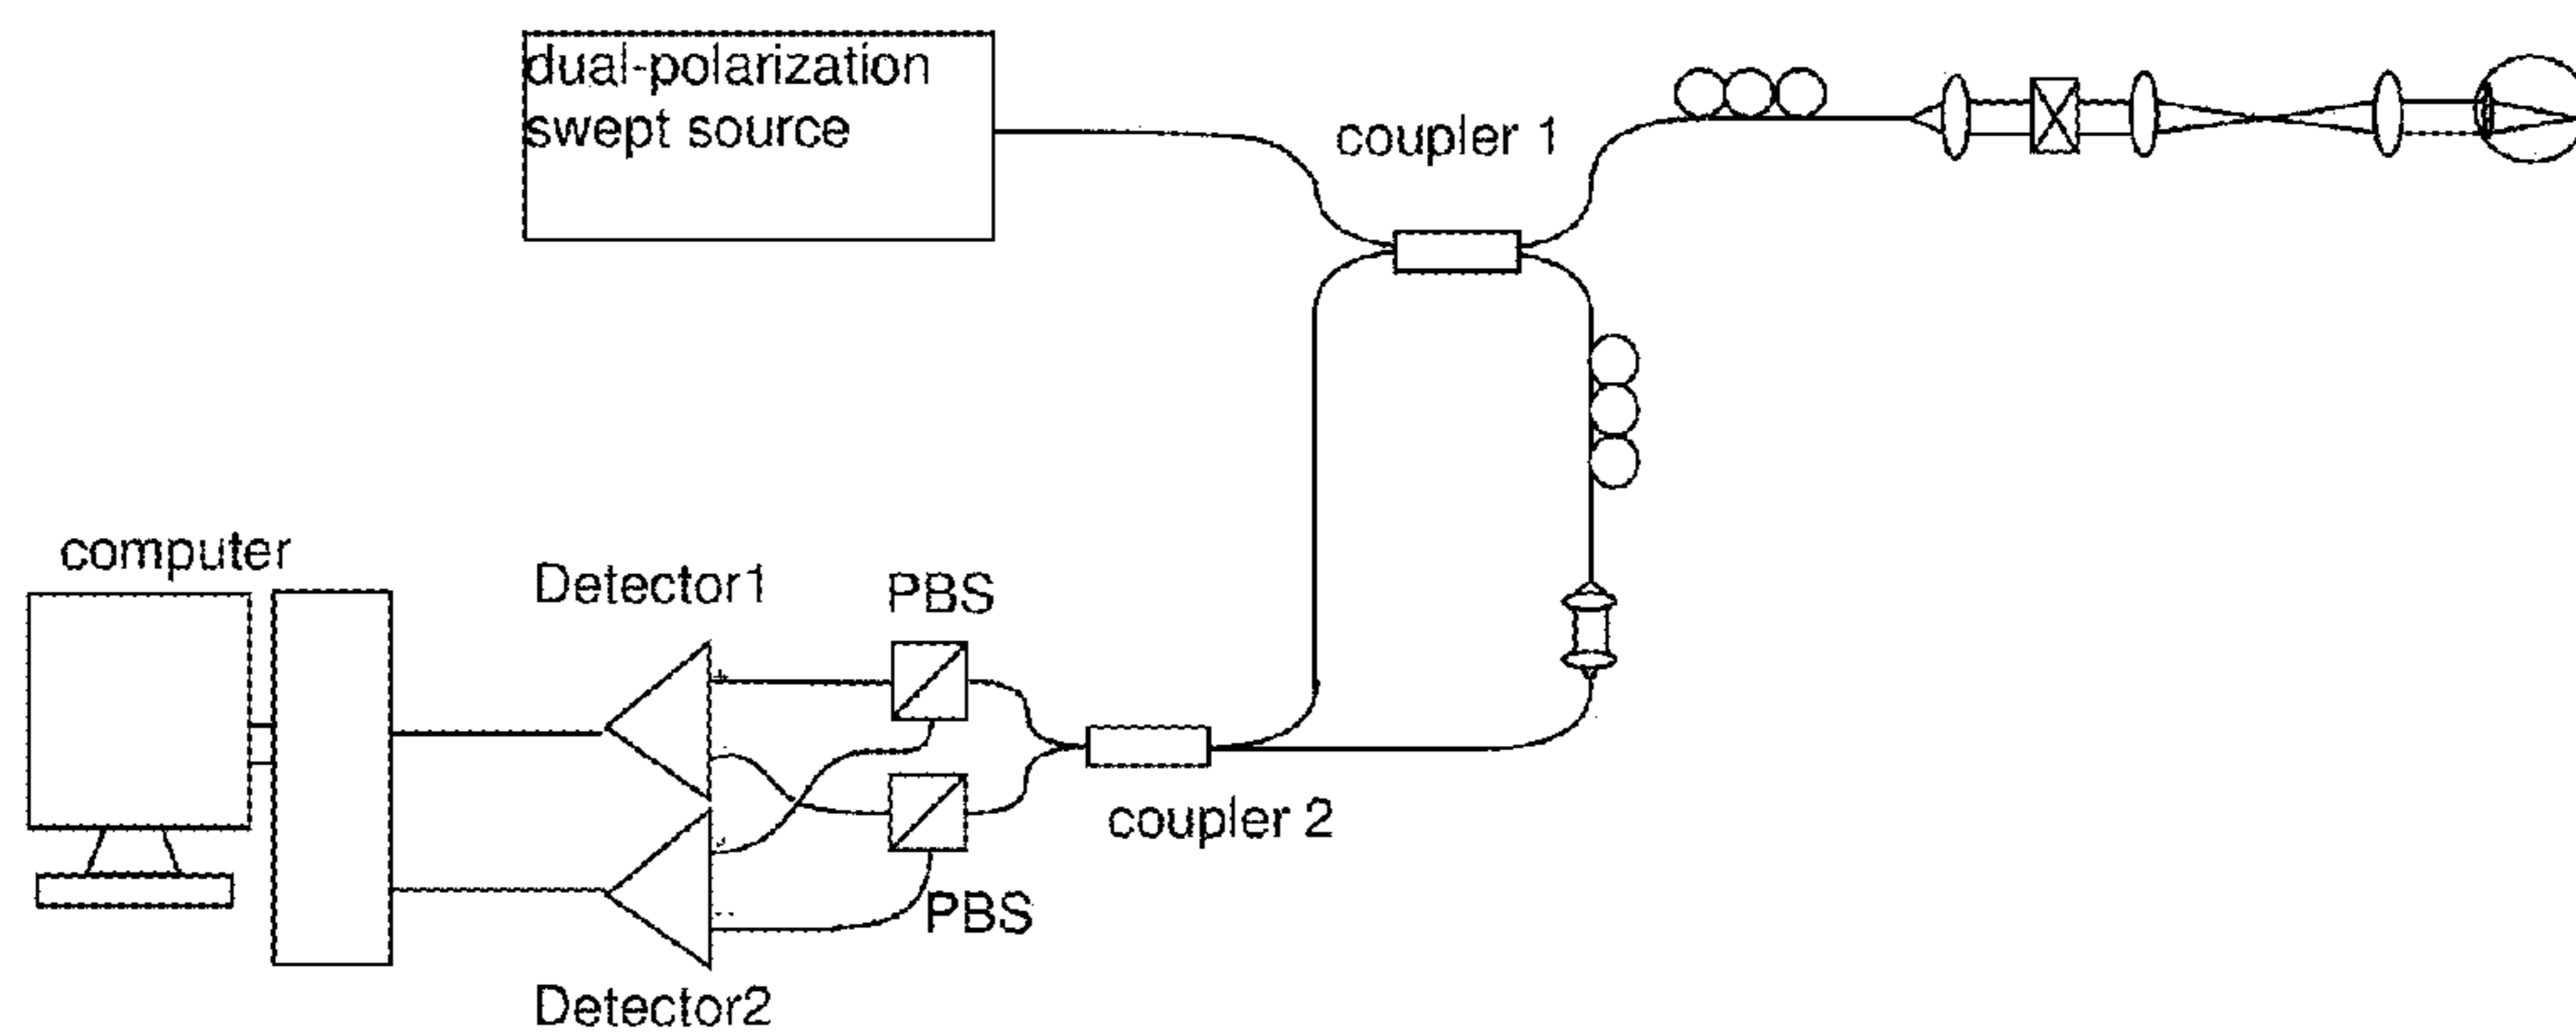 dual-polarization
swept source
coupler 1
computer
Detector1
PBS
+
-
coupler 2
+
--
PBS
Detector2